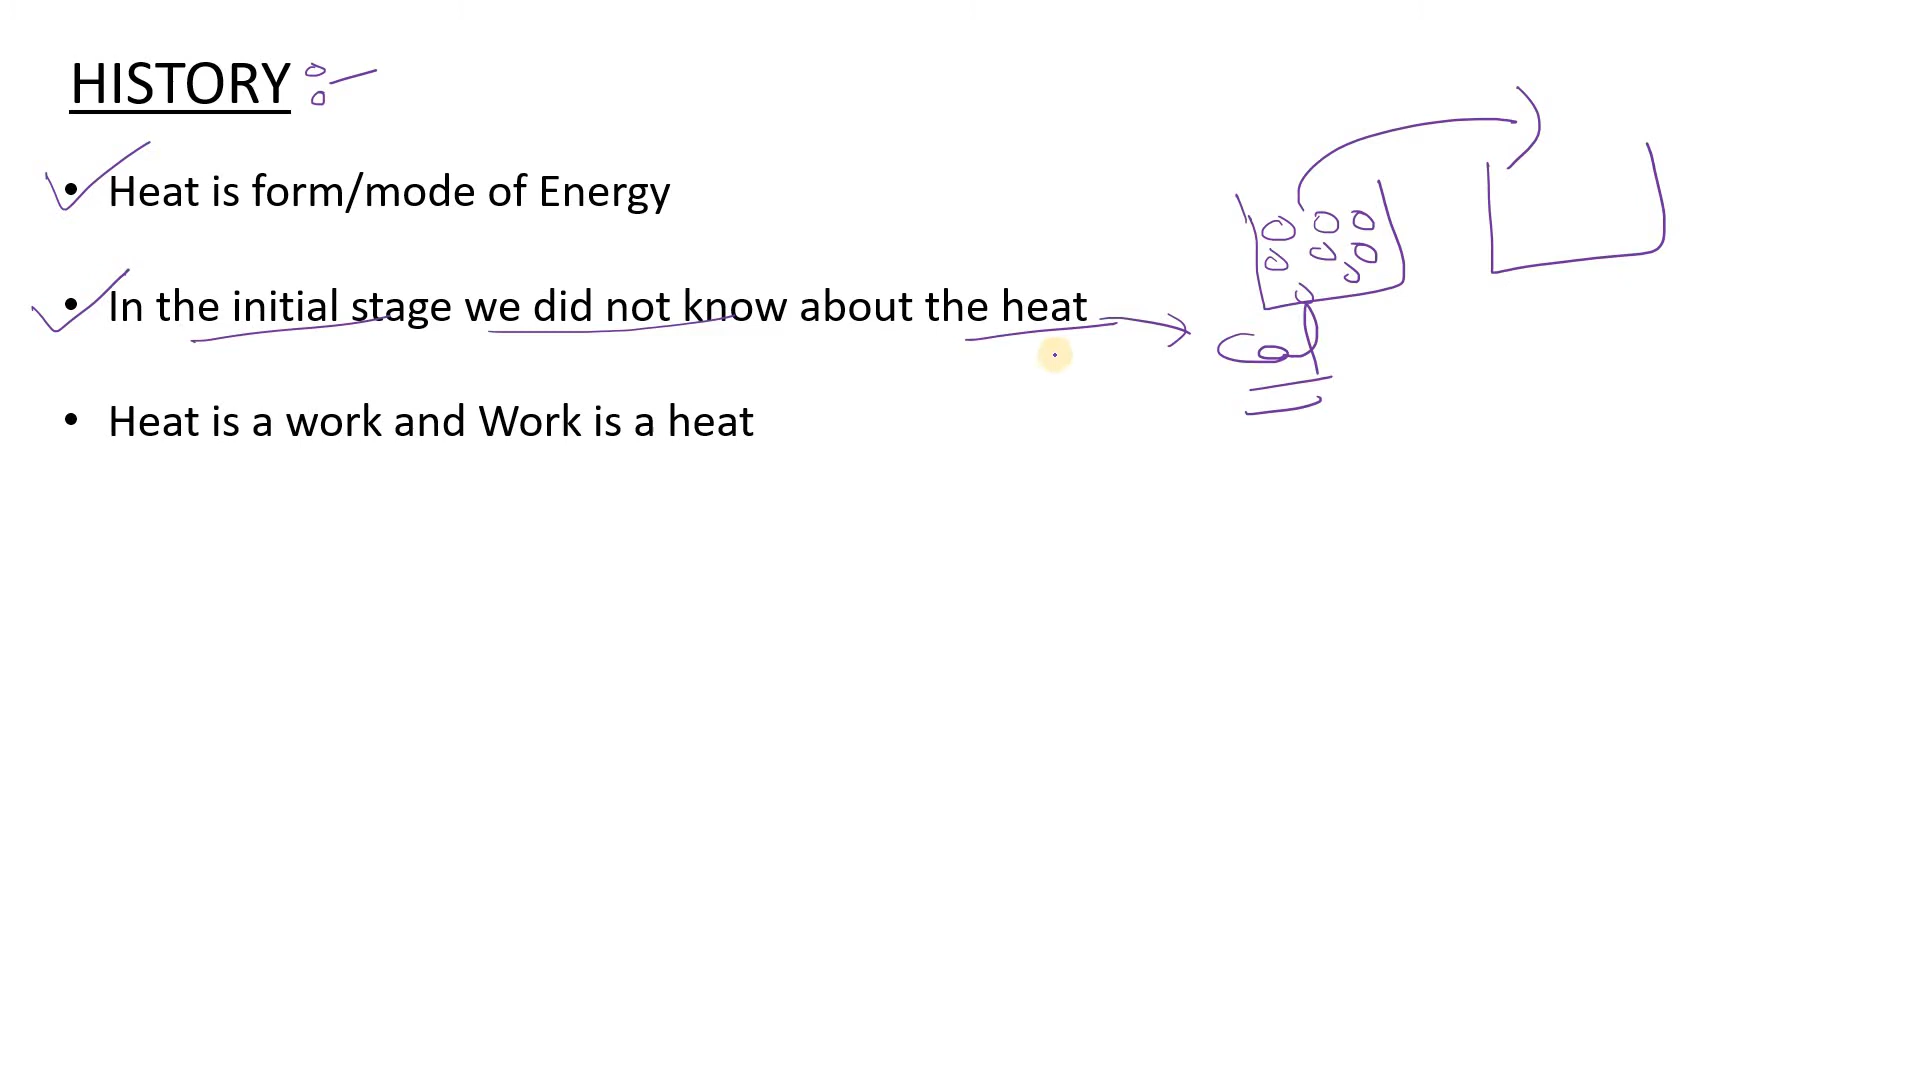 HISTORY :-
• Heat is form/mode of Energy
• In the initial stage we did not know about the heat
Cal
• Heat is a work and Work is a heat